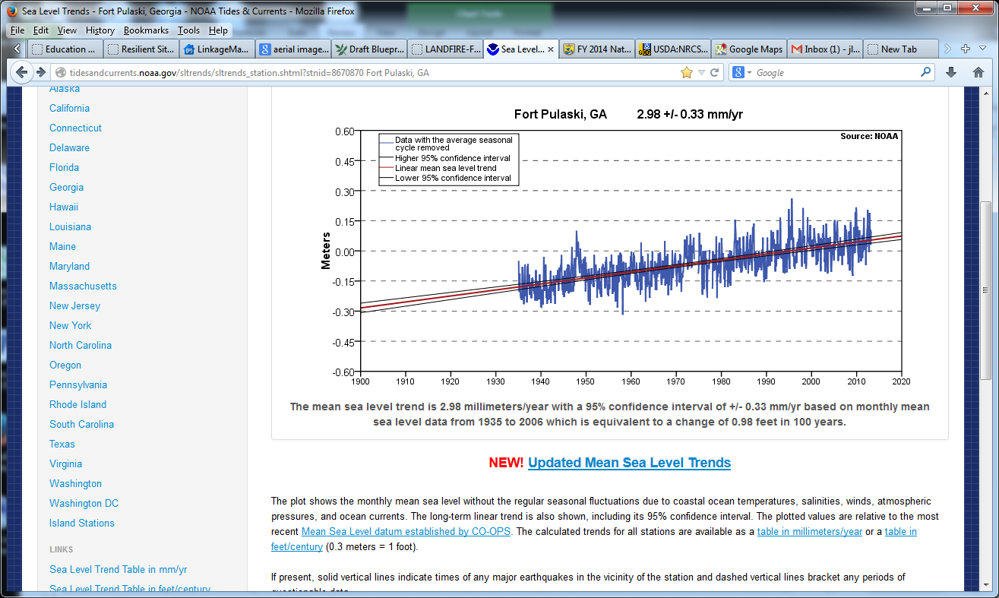 Sea Level Trends - Fort Pulaski, Georgia - NOAA Tides & Currents - Mozilla Firefox
File Edit View History Bookmarks Tools Help
Education ... Resilient Sit... LinkageMa... aerial image... Draft Bluepr... LANDFIRE-F... Sea Level... FY 2014 Nat... USDA:NRCS... Google Maps Inbox (1) - jl... New Tab
tidesandcurrents.noaa.gov/sltrends/sltrends_station.shtml?stnid=8670870 Fort Pulaski, GA
Google
Alaska
California
Connecticut
Delaware
Florida
Georgia
Hawaii
Louisiana
Maine
Maryland
Massachusetts
New Jersey
New York
North Carolina
Oregon
Pennsylvania
Rhode Island
South Carolina
Texas
Virginia
Washington
Washington DC
Island Stations
LINKS
Sea Level Trend Table in mm/yr
Sea Level Trend Table in feet/century
Fort Pulaski, GA 2.98 +/- 0.33 mm/yr
Source: NOAA
Data with the average seasonal
cycle removed
Higher 95% confidence interval
Linear mean sea level trend
Lower 95% confidence interval
Meters
0.60
0.45
0.30
0.15
0.00
-0.15
-0.30
-0.45
-0.60
1900 1910 1920 1930 1940 1950 1960 1970 1980 1990 2000 2010 2020
The mean sea level trend is 2.98 millimeters/year with a 95% confidence interval of +/- 0.33 mm/yr based on monthly mean
sea level data from 1935 to 2006 which is equivalent to a change of 0.98 feet in 100 years.
NEW! Updated Mean Sea Level Trends
The plot shows the monthly mean sea level without the regular seasonal fluctuations due to coastal ocean temperatures, salinities, winds, atmospheric
pressures, and ocean currents. The long-term linear trend is also shown, including its 95% confidence interval. The plotted values are relative to the most
recent Mean Sea Level datum established by CO-OPS. The calculated trends for all stations are available as a table in millimeters/year or a table in
feet/century (0.3 meters = 1 foot).
If present, solid vertical lines indicate times of any major earthquakes in the vicinity of the station and dashed vertical lines bracket any periods of
questionable data.